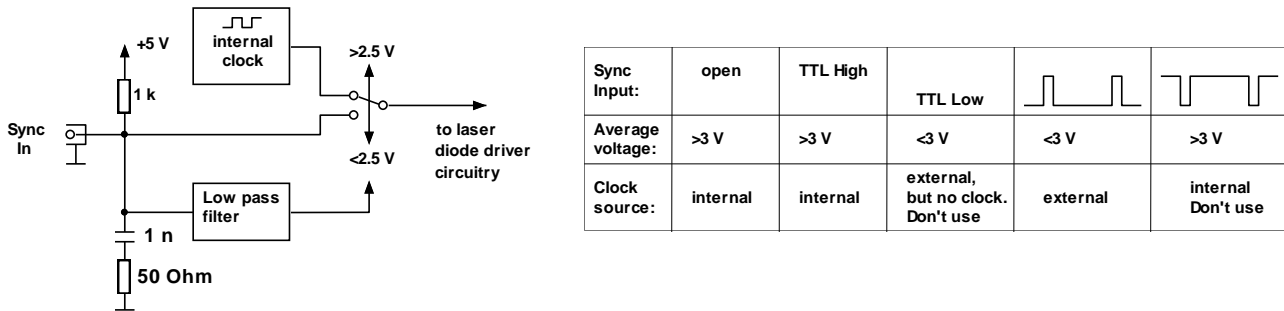 +5 V
internal
clock
>2.5 V
1 k
Sync
In
to laser
diode driver
circuitry
<2.5 V
Low pass
filter
1 n
50 Ohm
Sync
Input:
open
TTL High
TTL Low
Average
voltage:
>3 V
>3 V
<3 V
<3 V
>3 V
Clock
source:
internal
internal
external,
but no clock.
Don't use
external
internal
Don't use